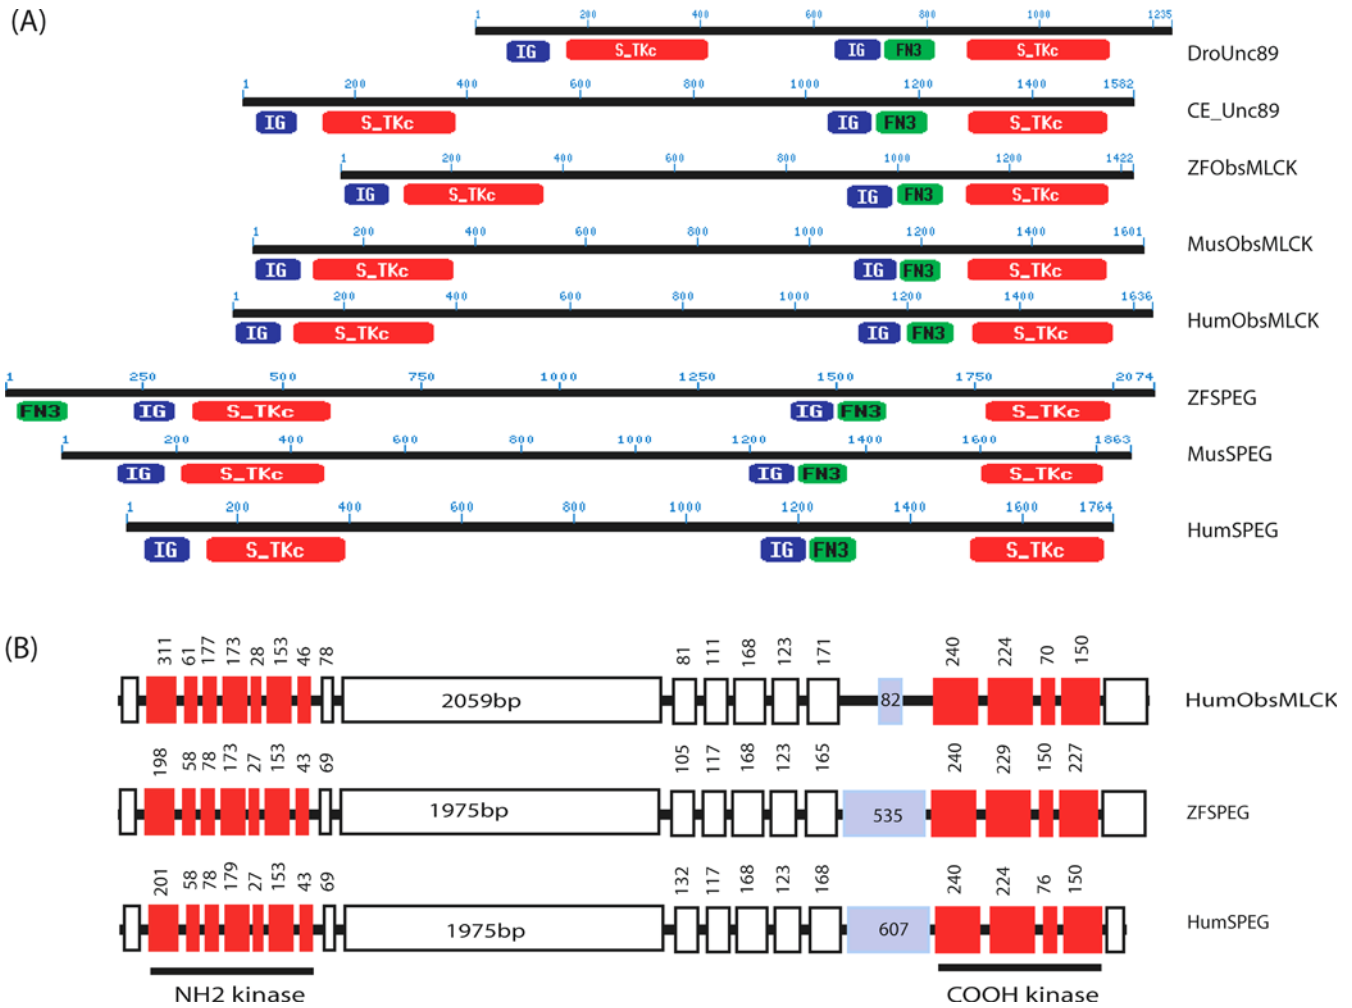 (A)
1 200 400 600 800 1000 1235
IG S_TKc IG FN3 S_TKc
DroUnc89
1 200 400 600 800 1000 1200 1400 1582
IG S_TKc IG FN3 S_TKc
CE_Unc89
1 200 400 600 800 1000 1200 1422
IG S_TKc IG FN3 S_TKc
ZFObsMLCK
1 200 400 600 800 1000 1200 1400 1601
IG S_TKc IG FN3 S_TKc
MusObsMLCK
1 200 400 600 800 1000 1200 1400 1636
IG S_TKc IG FN3 S_TKc
HumObsMLCK
1 250 500 750 1000 1250 1500 1750 2074
FN3 IG S_TKc IG FN3 S_TKc
ZFSPEG
1 200 400 600 800 1000 1200 1400 1600 1863
IG S_TKc IG FN3 S_TKc
MusSPEG
1 200 400 600 800 1000 1200 1400 1600 1764
IG S_TKc IG FN3 S_TKc
HumSPEG
(B)
311 61 177 173 28 153 46 78 81 111 168 123 171 240 224 70 150
2059bp 82
HumObsMLCK
198 58 78 173 27 153 43 69 105 117 168 123 165 240 229 150 227
1975bp 535
ZFSPEG
201 58 78 179 27 153 43 69 132 117 168 123 168 240 224 76 150
1975bp 607
HumSPEG
NH2 kinase COOH kinase